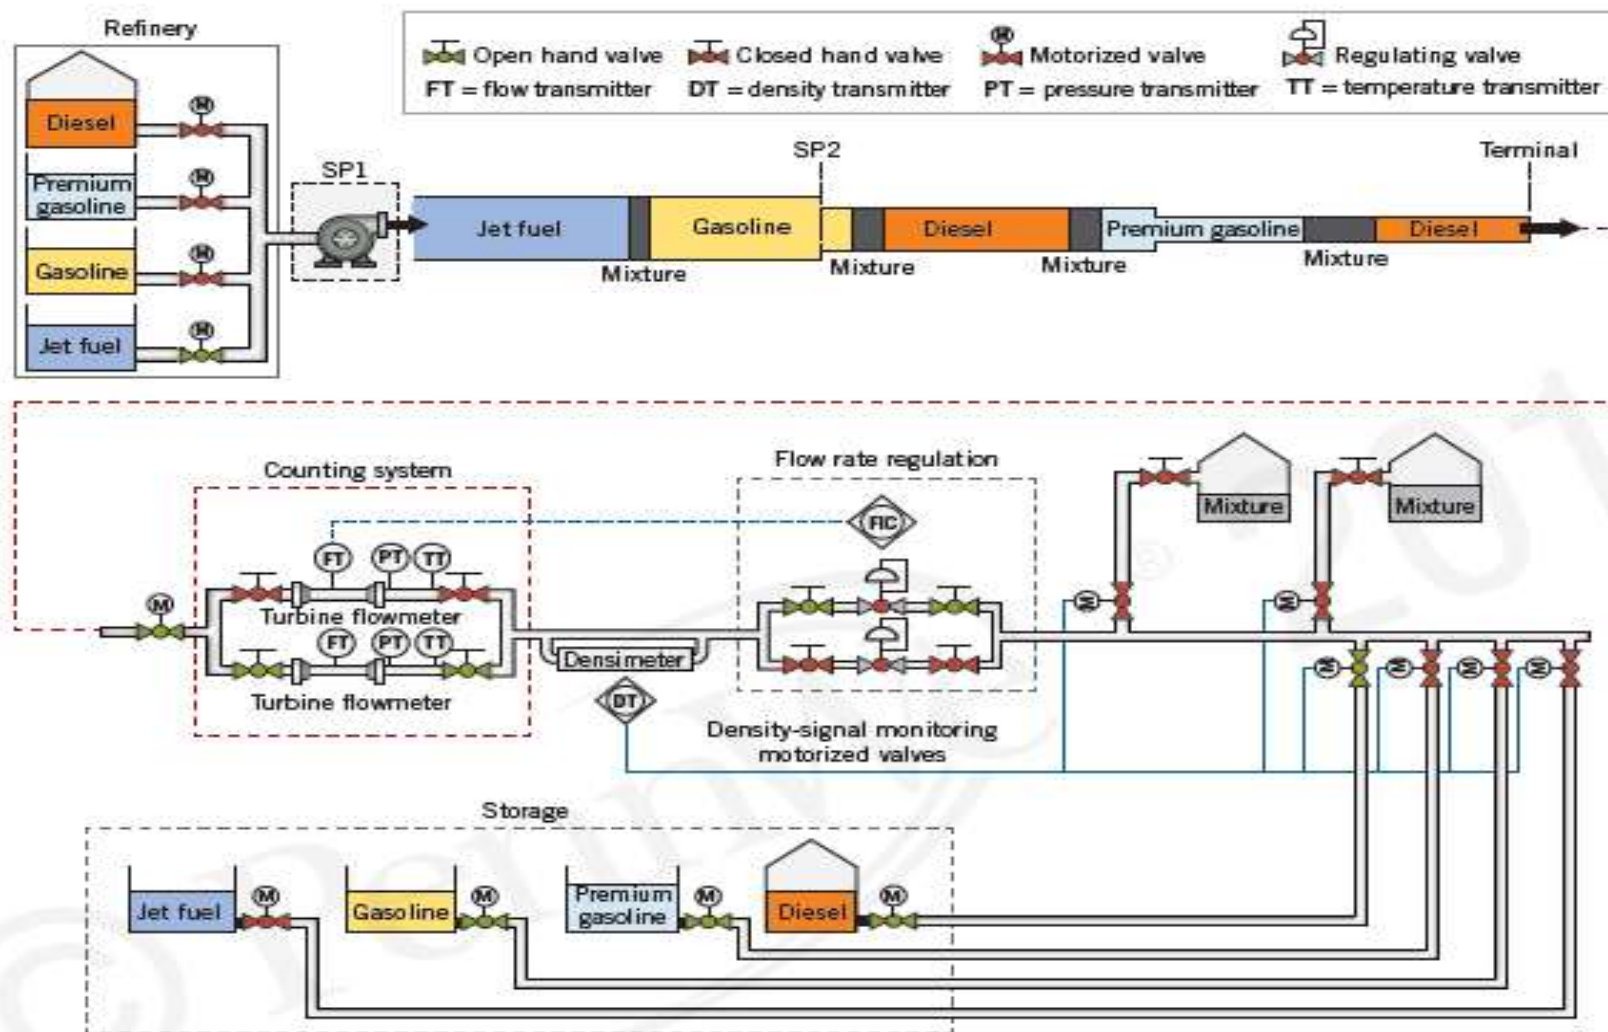 Refinery
Open hand valve
Closed hand valve
M
Motorized valve
Regulating valve
FT = flow transmitter
DT = density transmitter
PT = pressure transmitter
TT = temperature transmitter
Diesel
M
Premium
gasoline
M
Gasoline
M
Jet fuel
M
SP1
SP2
Terminal
Jet fuel
Gasoline
Diesel
Premium gasoline
Diesel
Mixture
Mixture
Mixture
Mixture
Counting system
Flow rate regulation
FIC
Mixture
Mixture
M
FT
PT
TT
Turbine flowmeter
FT
PT
TT
Turbine flowmeter
Densimeter
DT
Density-signal monitoring
motorized valves
M
M
M
M
M
M
Storage
Jet fuel
M
Gasoline
M
Premium
gasoline
M
Diesel
M
© PennWell
®